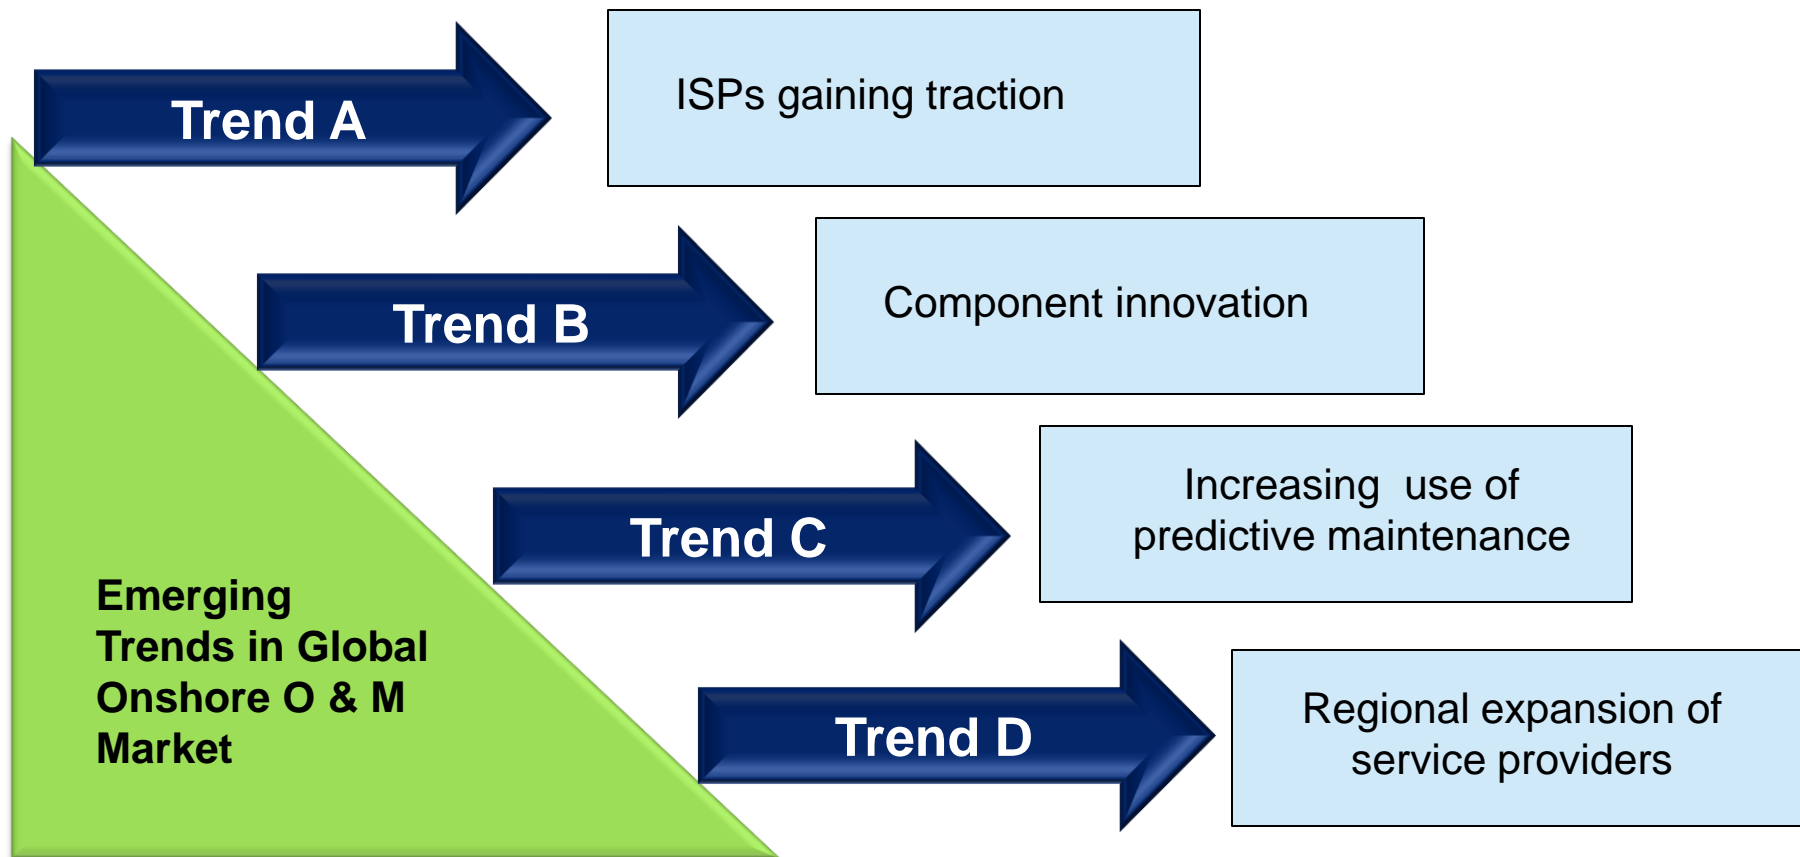 Trend A
ISPs gaining traction
Trend B
Component innovation
Trend C
Increasing  use of
predictive maintenance
Trend D
Regional expansion of
service providers
Emerging
Trends in Global
Onshore O & M
Market